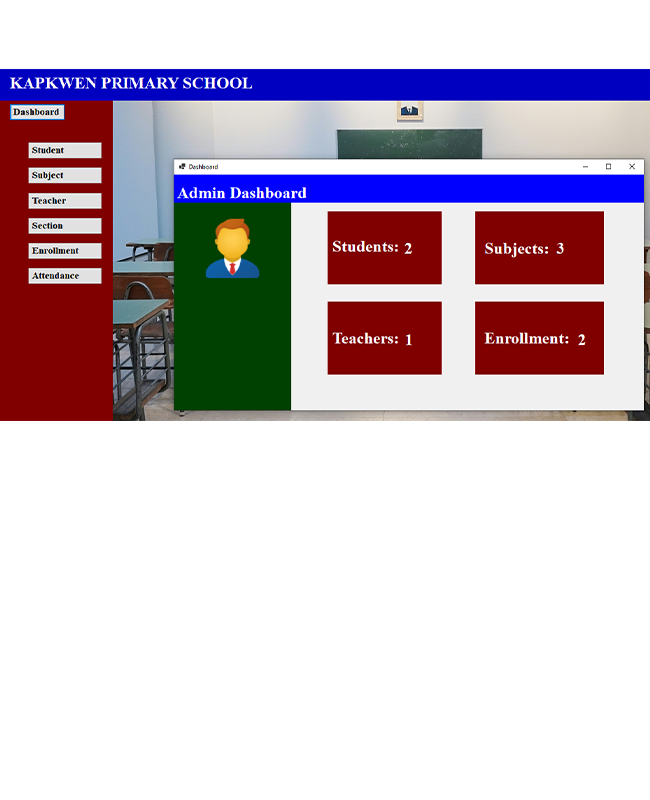 KAPKWEN PRIMARY SCHOOL
Dashboard
Student
Subject
Teacher
Section
Enrollment
Attendance
Dashboard
Admin Dashboard
Students: 2
Subjects: 3
Teachers: 1
Enrollment: 2